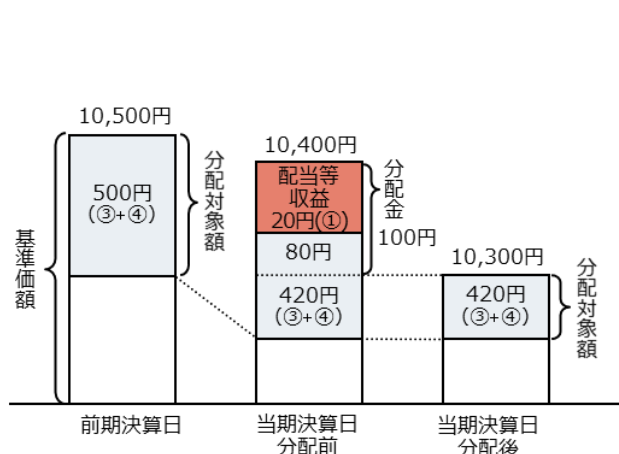 10,500円
500円
(③+④)
分配対象額
基準価額
前期決算日
10,400円
配当等
収益
20円(①)
80円
420円
(③+④)
分配金
100円
当期決算日
分配前
10,300円
420円
(③+④)
分配対象額
当期決算日
分配後